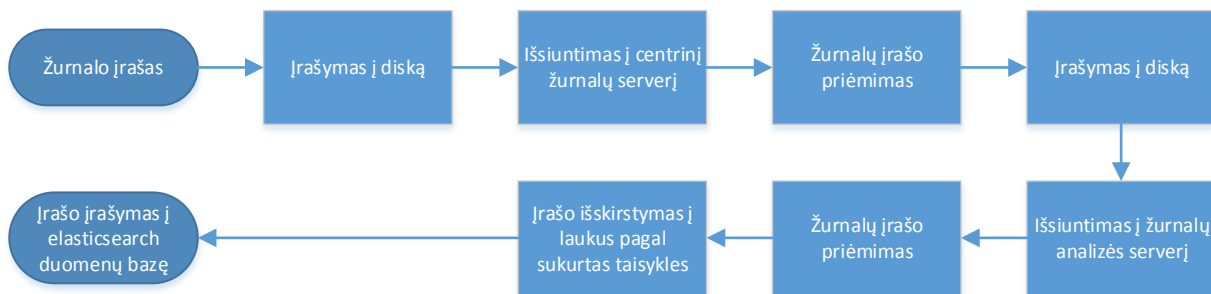 Žurnalo įrašas
Įrašymas į diską
Išsiuntimas į centrinį
žurnalų serverį
Žurnalų įrašo
priėmimas
Įrašymas į diską
Išsiuntimas į žurnalų
analizės serverį
Žurnalų įrašo
priėmimas
Įrašo išskirstymas į
laukus pagal
sukurtas taisykles
Įrašo įrašymas į
elasticsearch
duomenų bazę